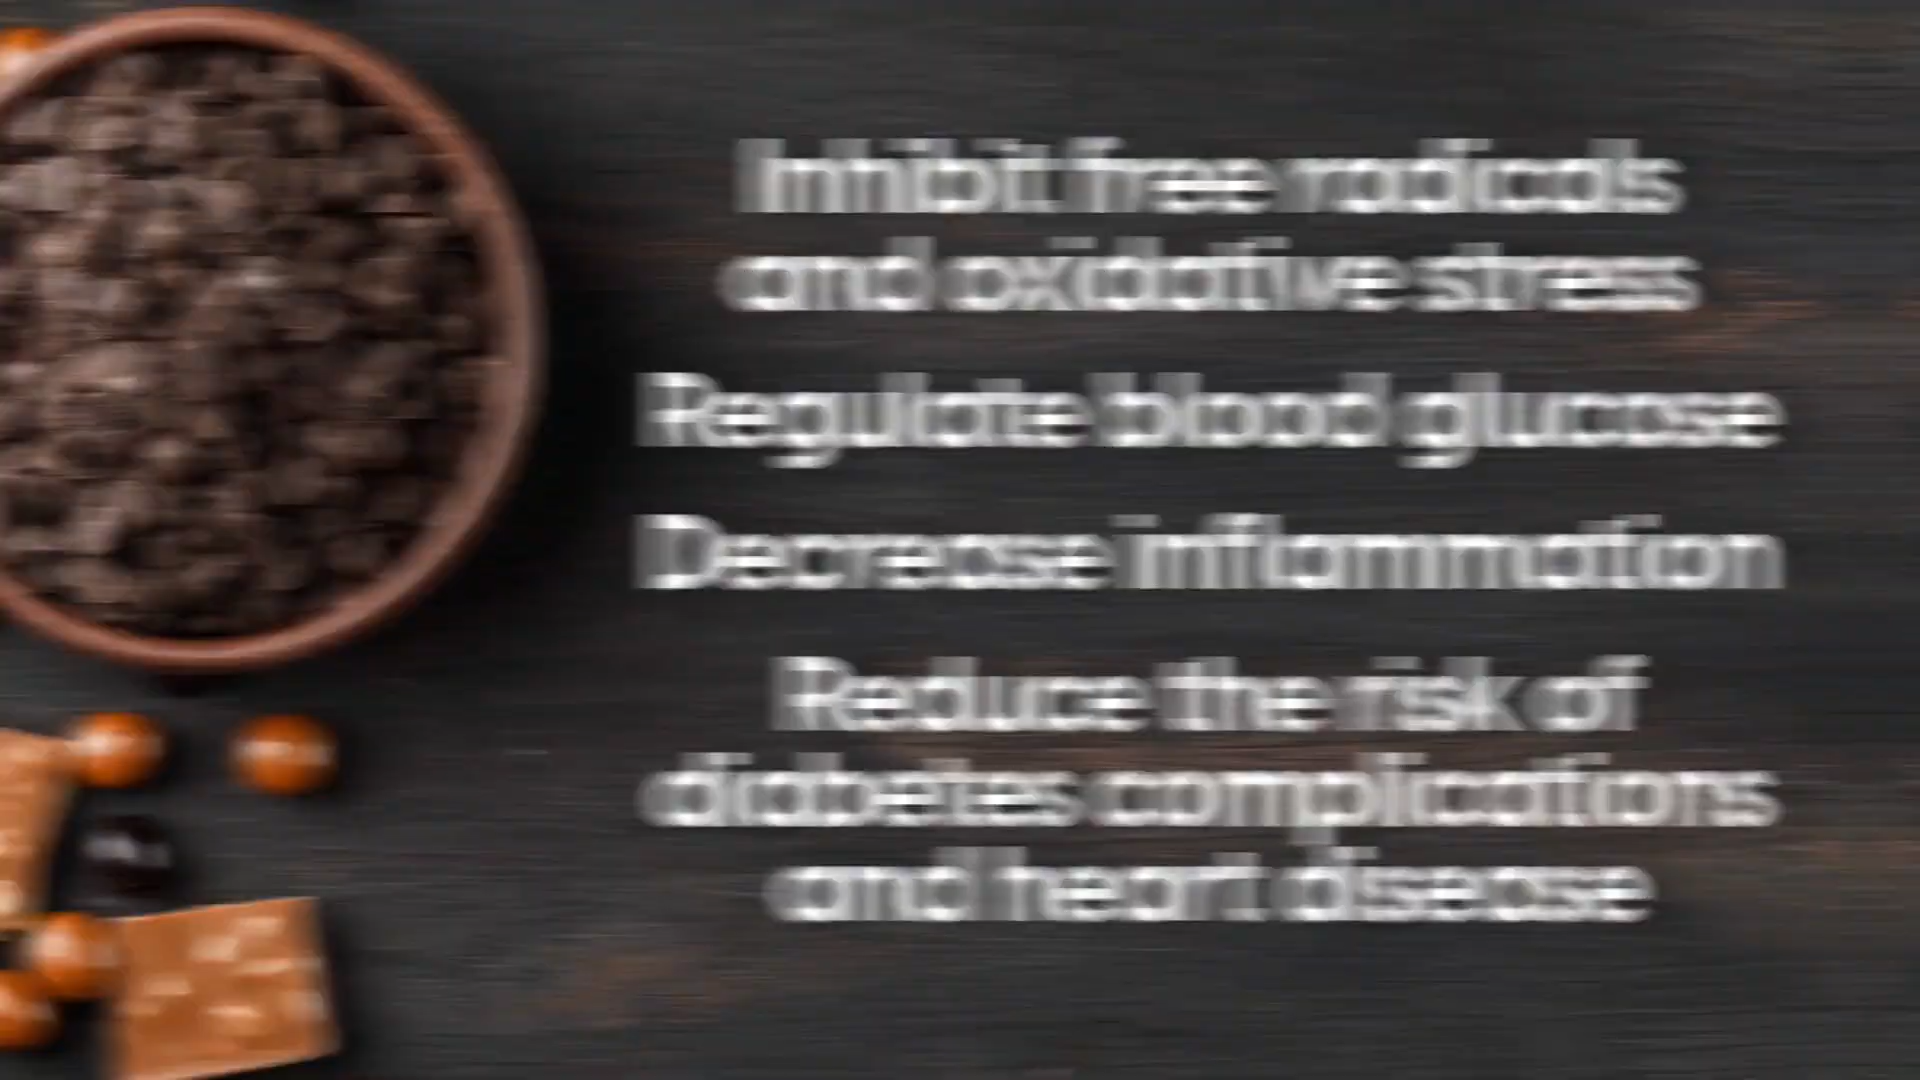 Inhibit free radicals
and oxidative stress
Regulate blood glucose
Decrease inflammation
Reduce the risk of
diabetes complications
and heart disease